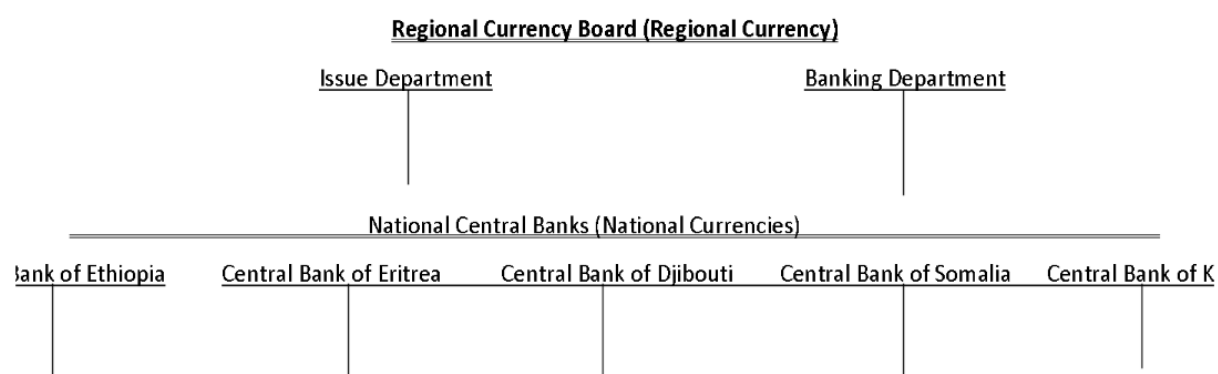 Regional Currency Board (Regional Currency)
Issue Department Banking Department
National Central Banks (National Currencies)
Bank of Ethiopia Central Bank of Eritrea Central Bank of Djibouti Central Bank of Somalia Central Bank of K